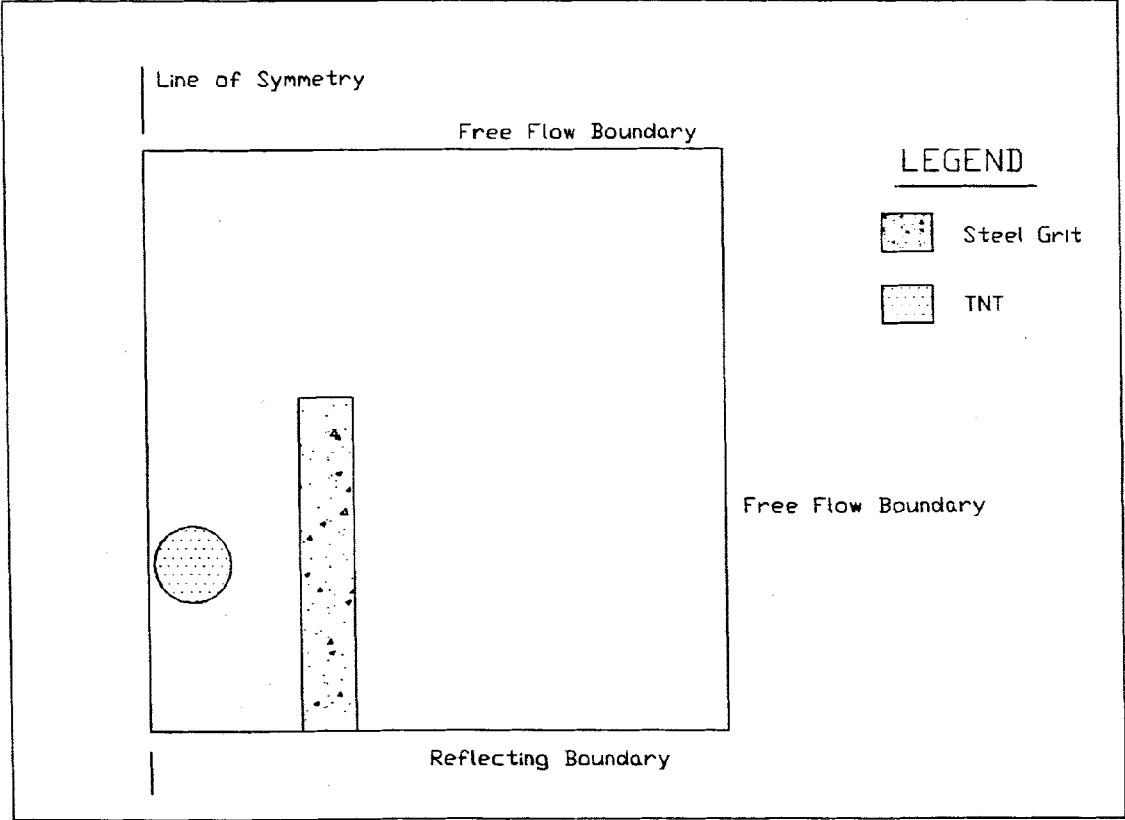 Line of Symmetry
Free Flow Boundary
LEGEND
Steel Grit
TNT
Free Flow Boundary
Reflecting Boundary